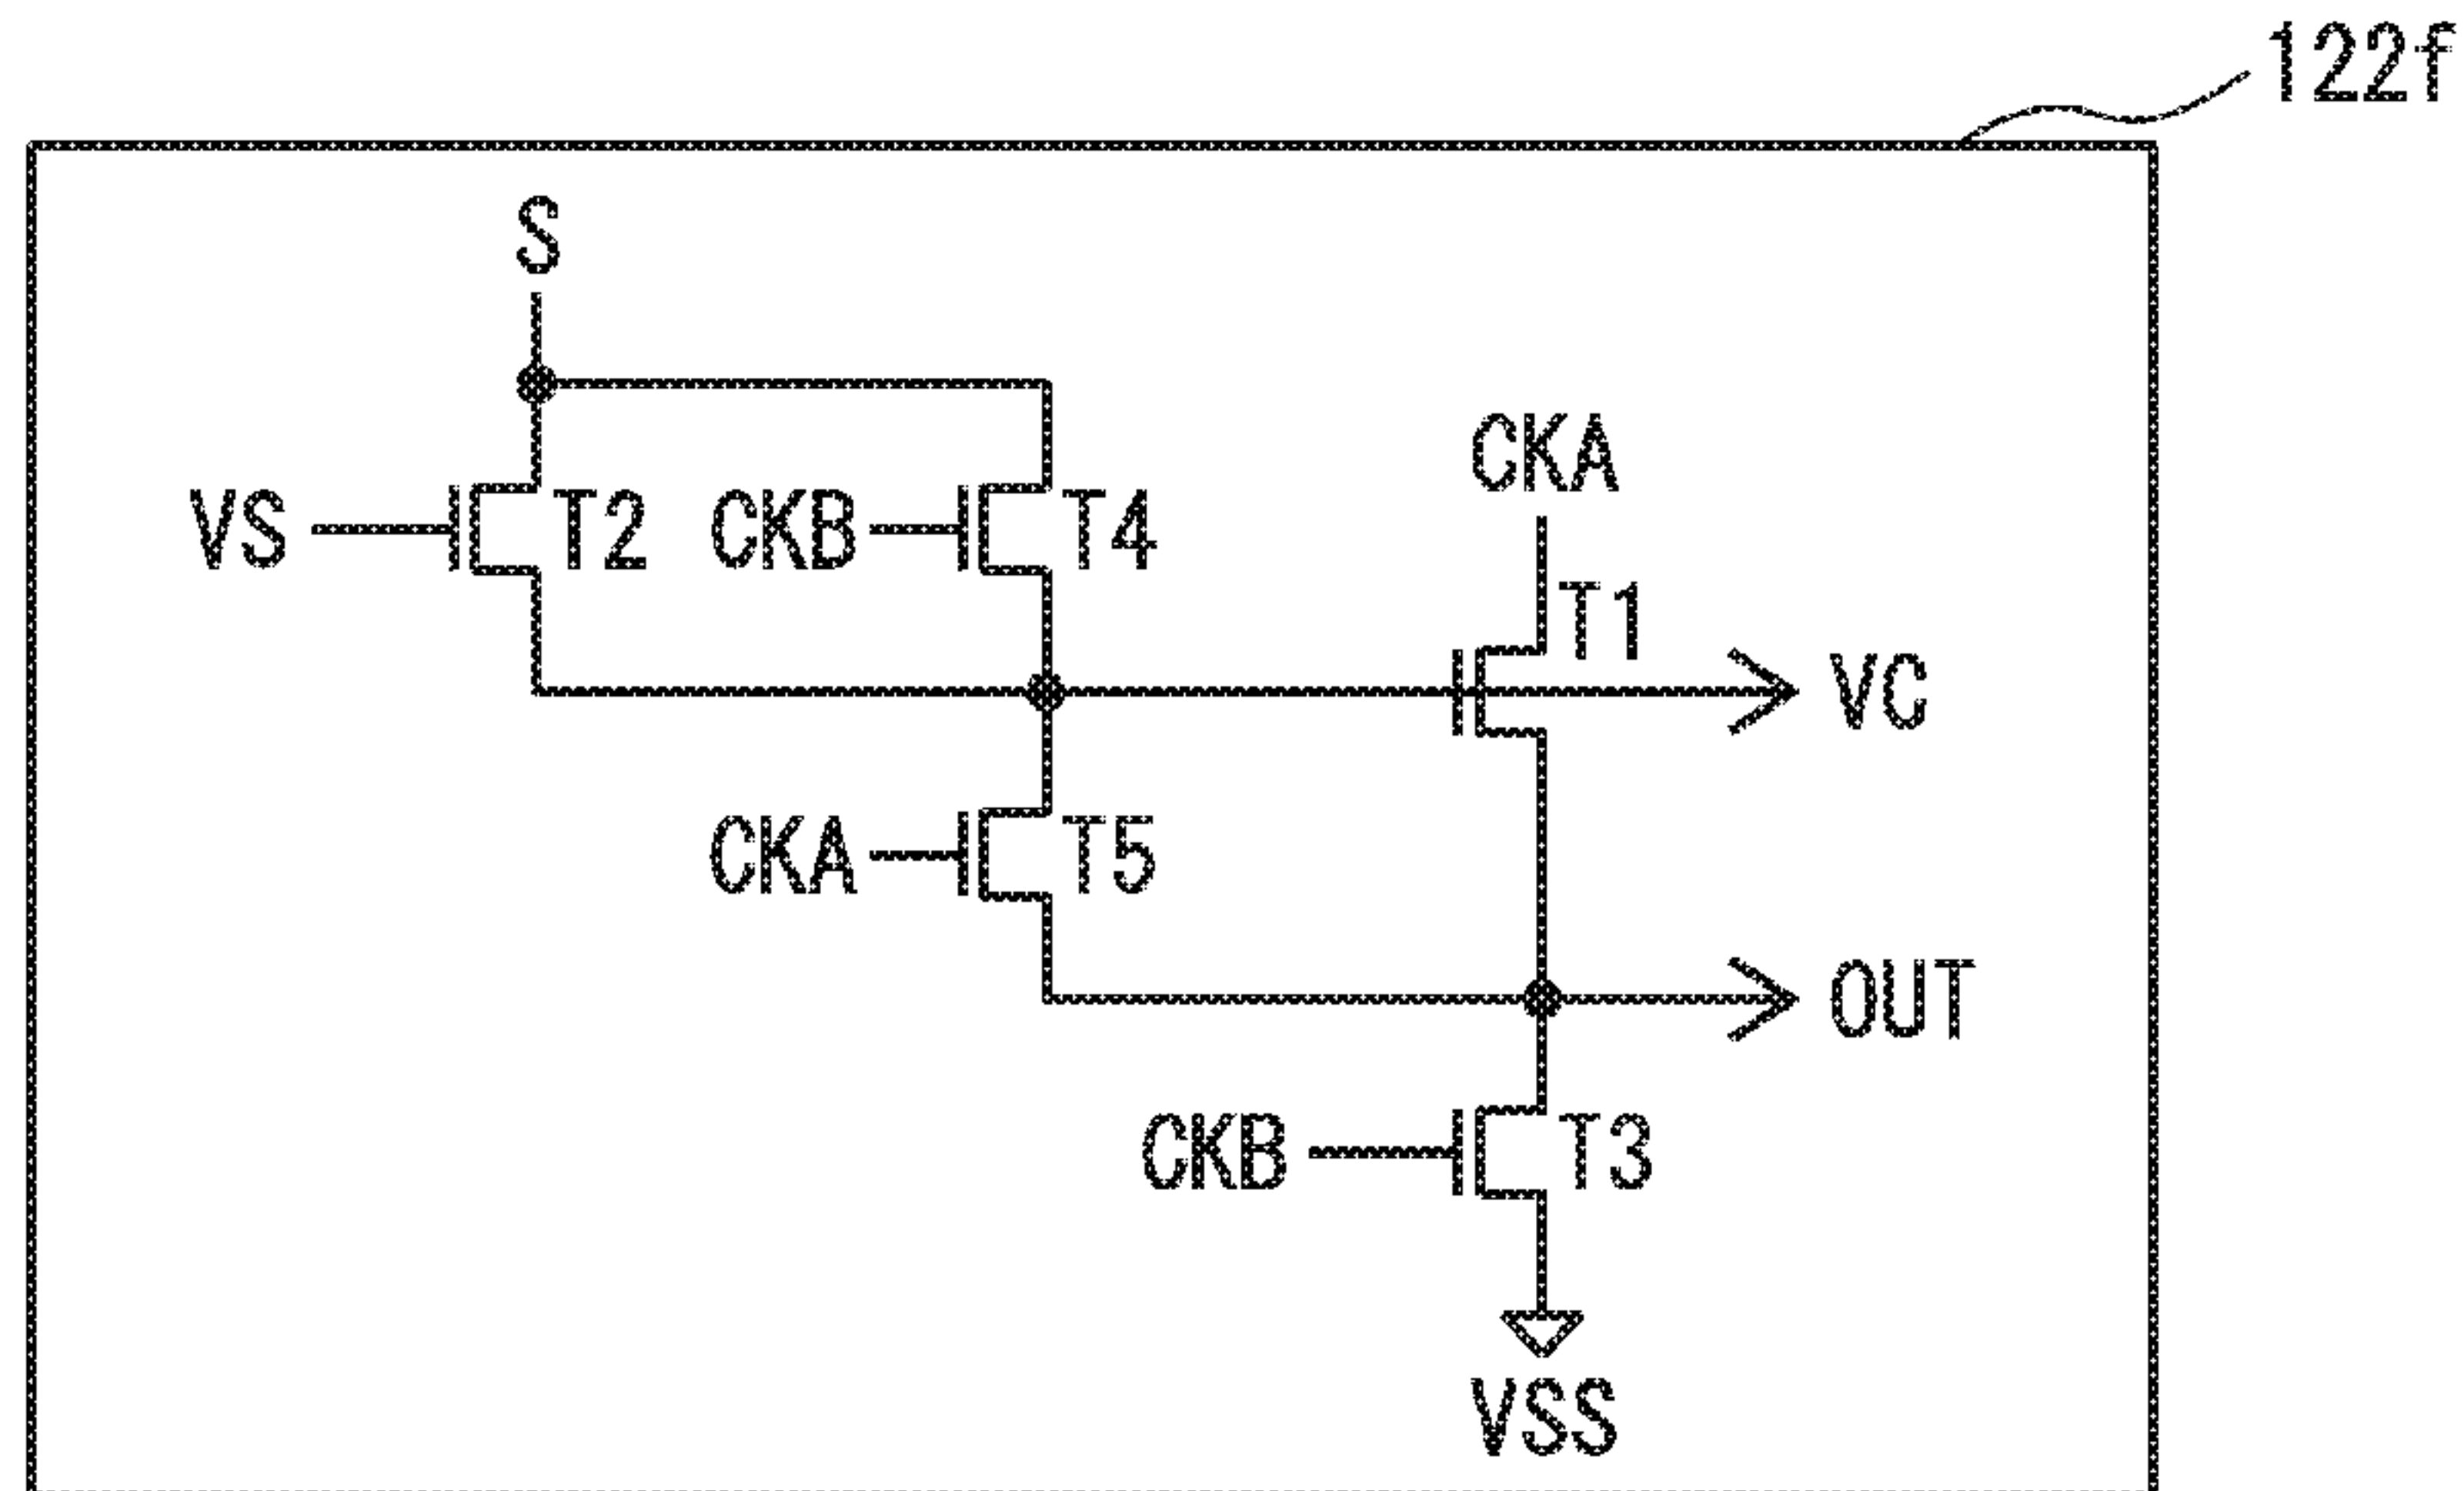 122f
S
CKA
VS T2 CKB T4
T1
VC
CKA T5
OUT
CKB T3
VSS